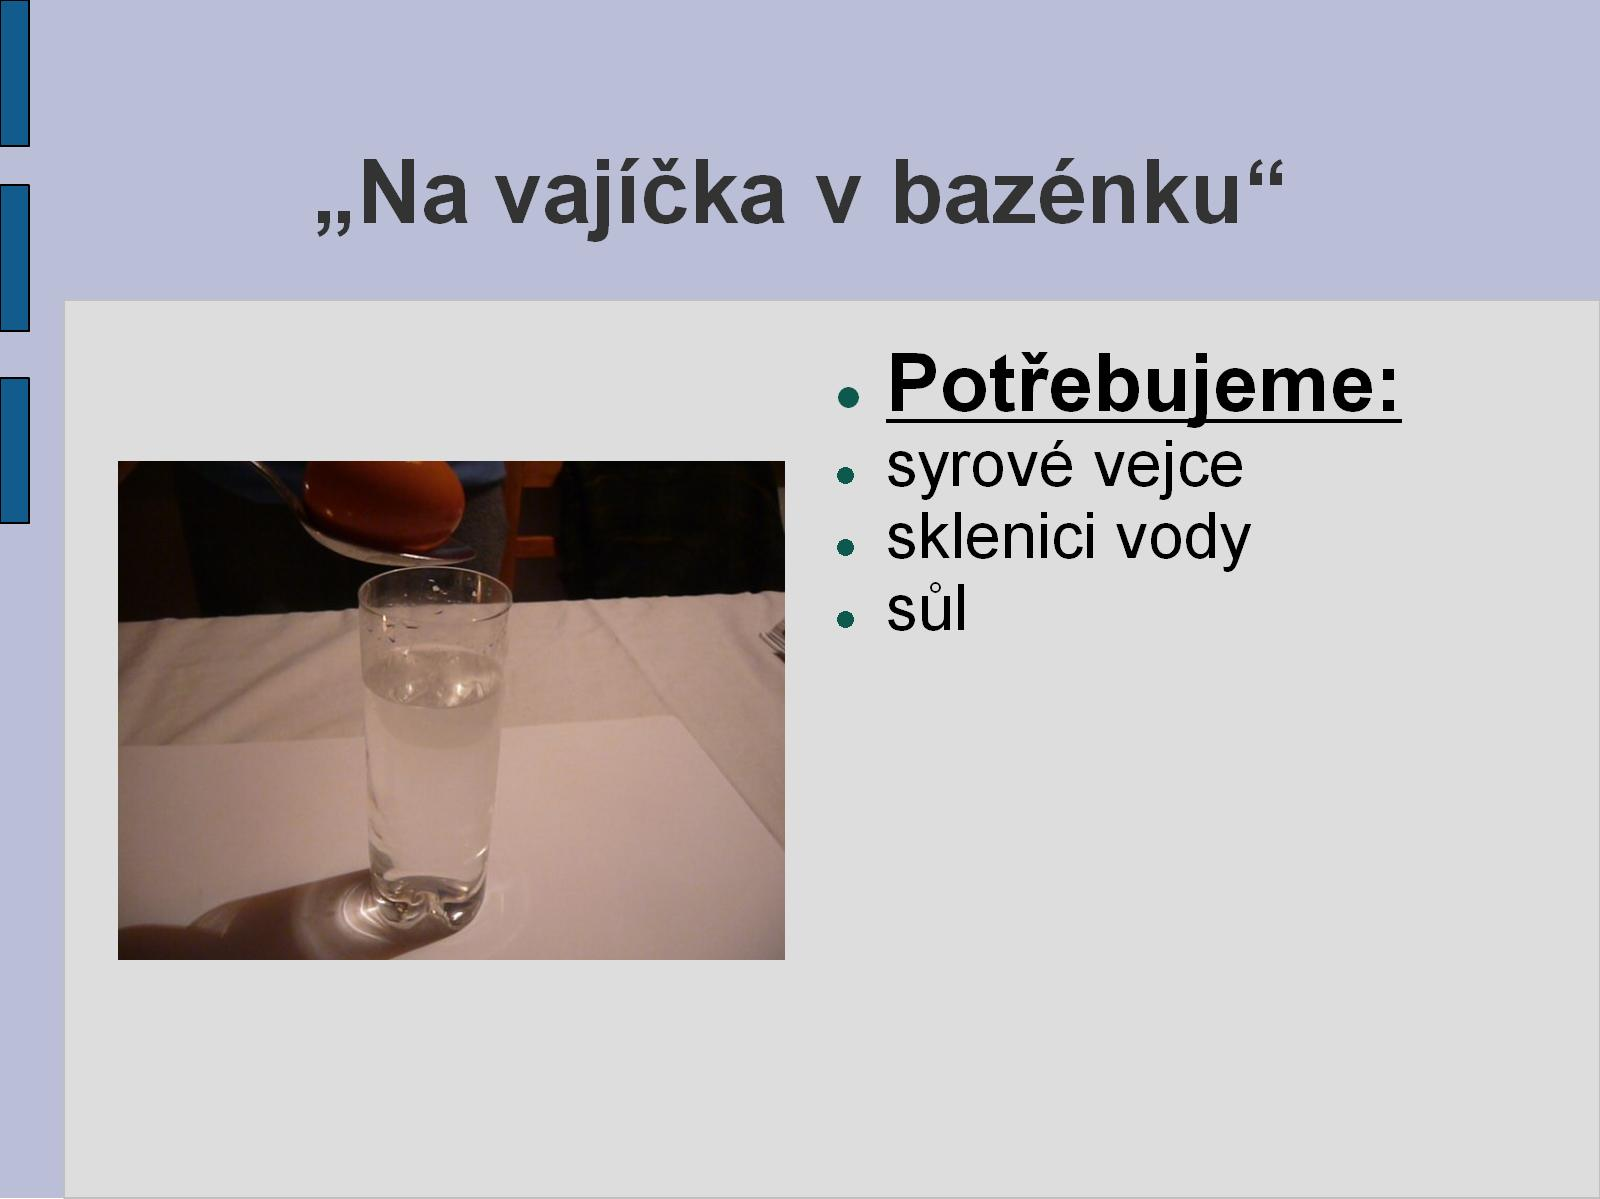 „Na vajíčka v bazénku“
Potřebujeme:
syrové vejce
sklenici vody
sůl